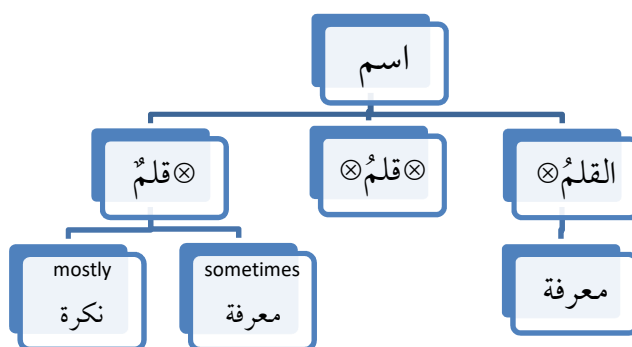 اسم
القلمُ⊗
⊗قلمُ⊗
⊗قلمٌ
معرفة
sometimes
معرفة
mostly
نكرة